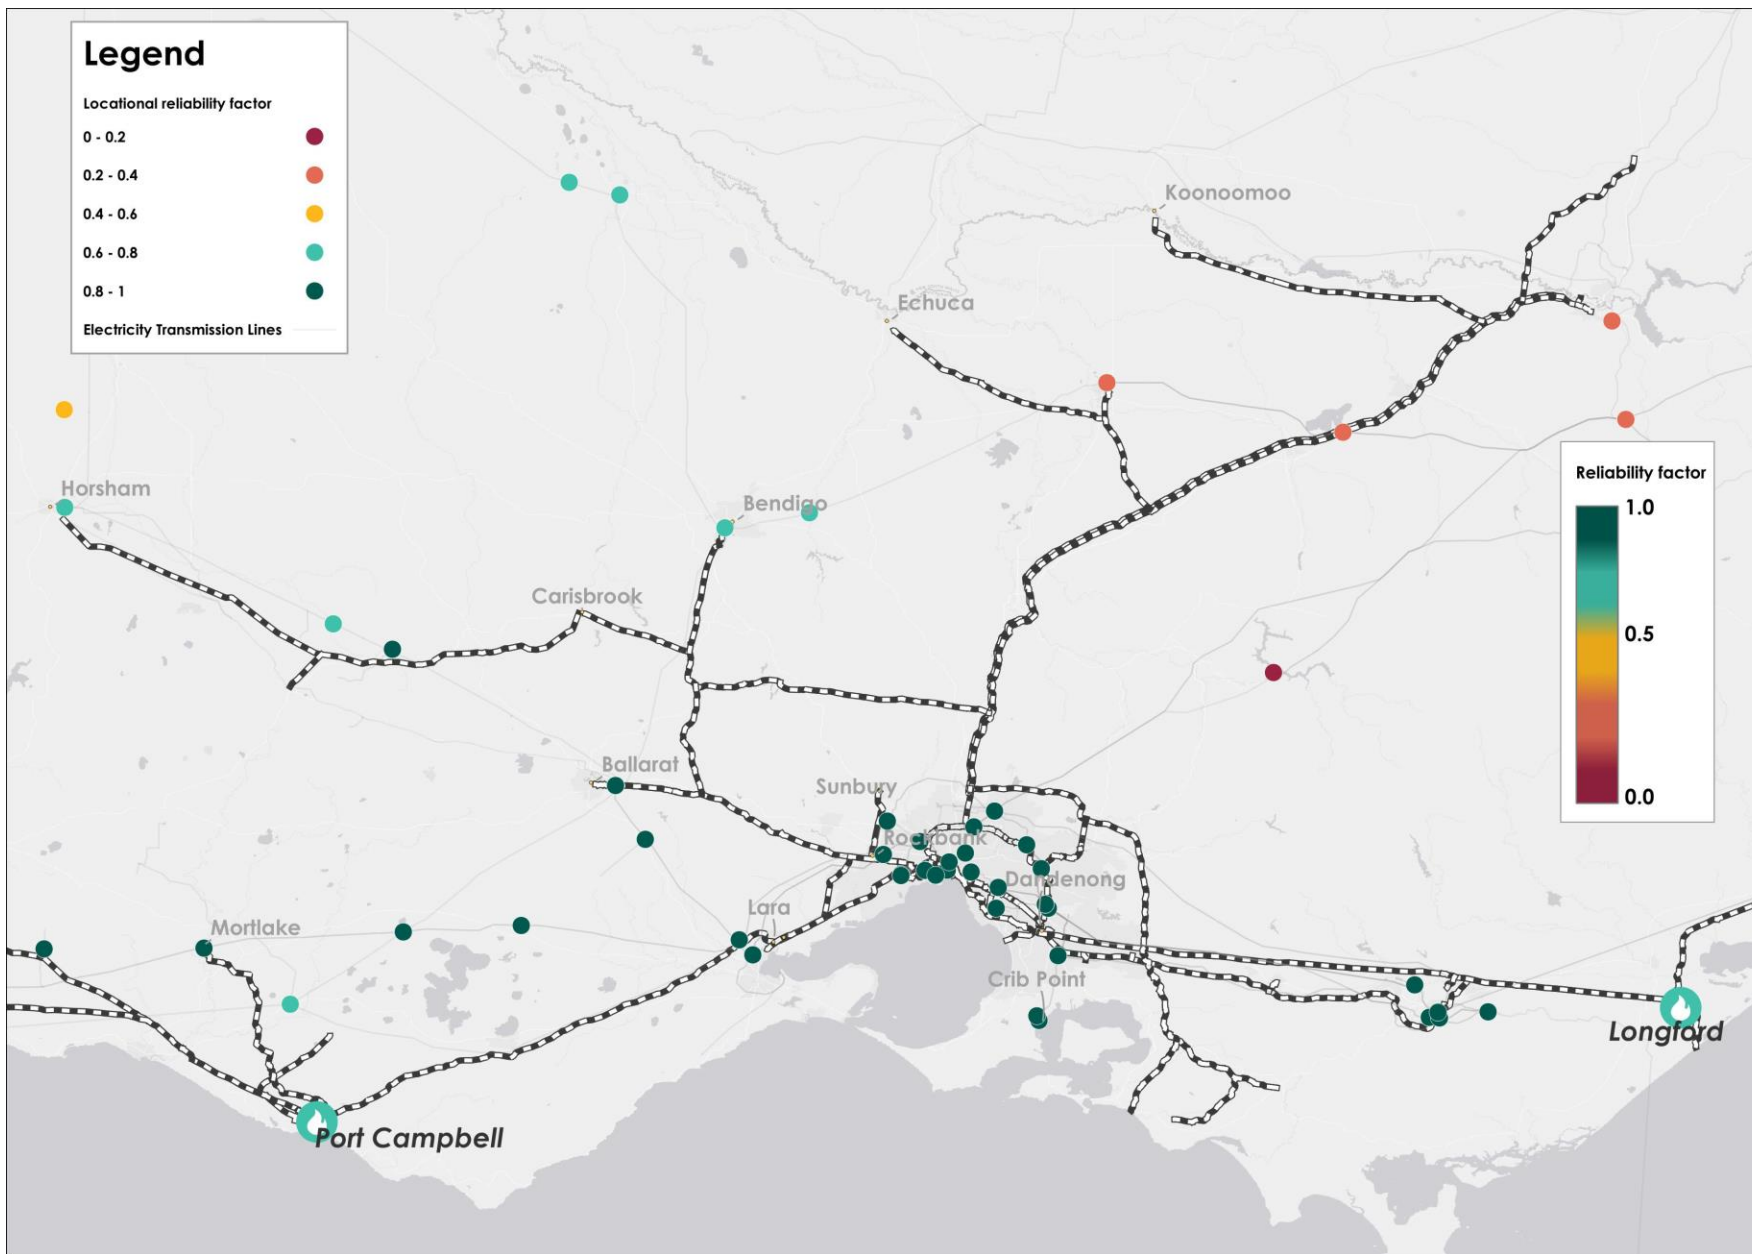 Legend
Locational reliability factor
0 - 0.2
0.2 - 0.4
0.4 - 0.6
0.6 - 0.8
0.8 - 1
Electricity Transmission Lines
Koonoomoo
Echuca
Horsham
Bendigo
Reliability factor
1.0
0.5
0.0
Carisbrook
Ballarat
Sunbury
Rockbank
Dandenong
Lara
Mortlake
Crib Point
Longford
Port Campbell